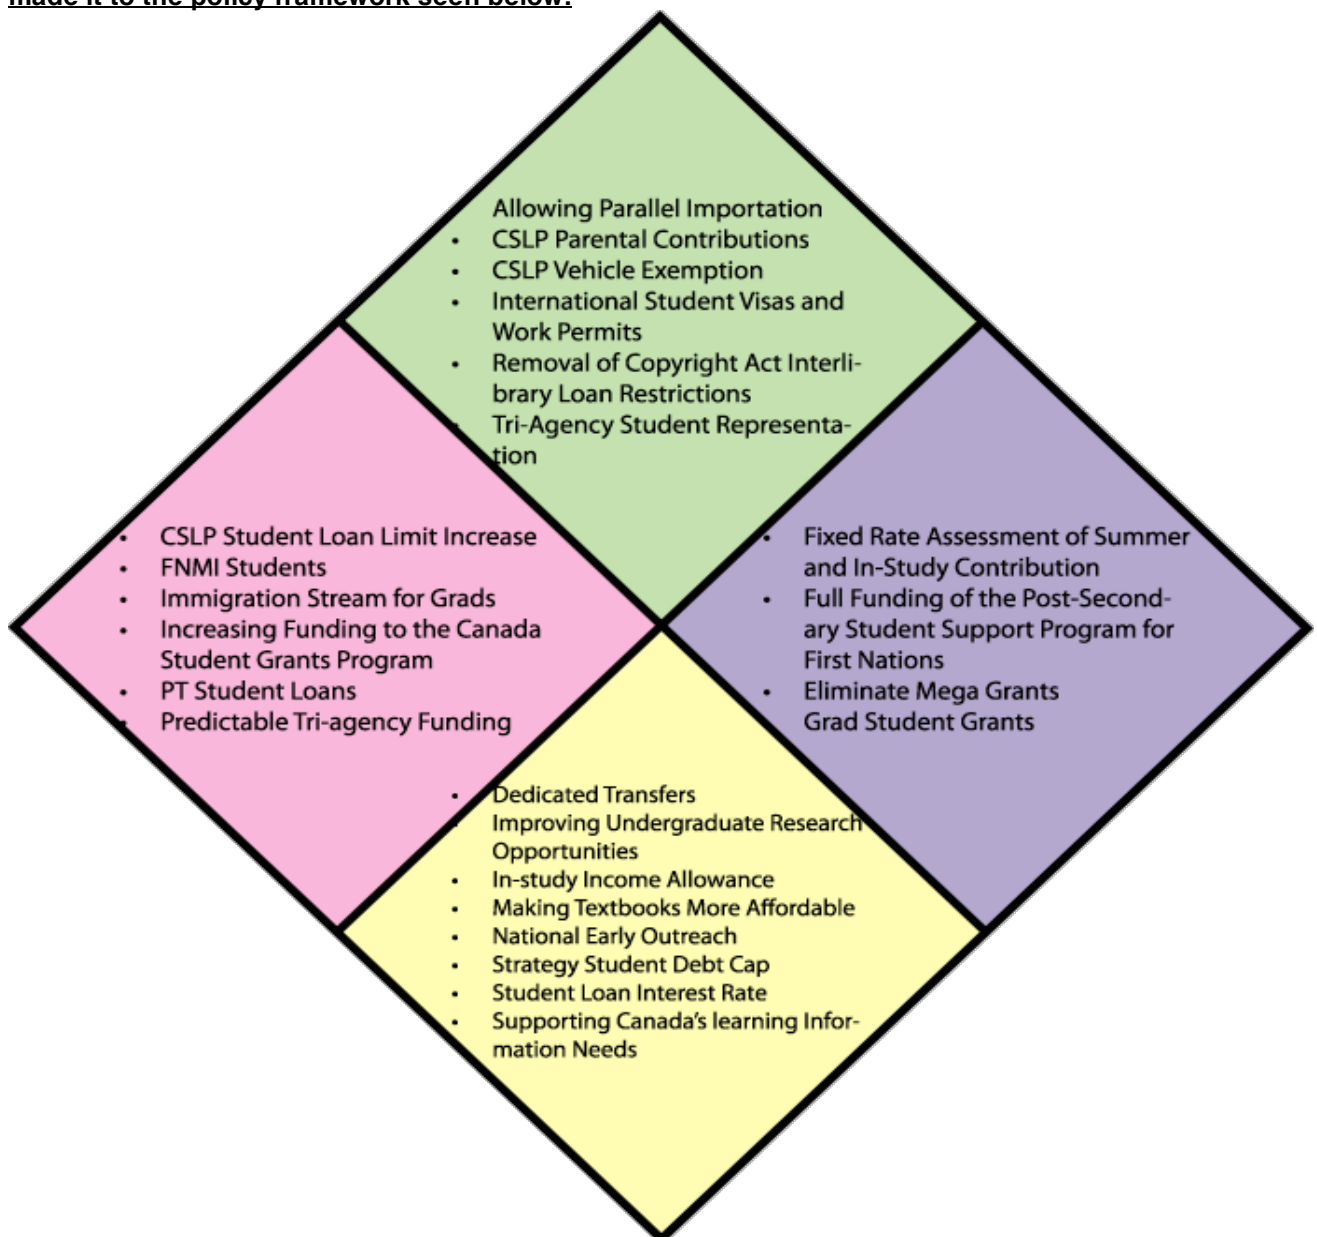 made it to the policy framework seen below:
Allowing Parallel Importation
• CSLP Parental Contributions
• CSLP Vehicle Exemption
• International Student Visas and
Work Permits
• Removal of Copyright Act Interli-
brary Loan Restrictions
• Tri-Agency Student Representa-
tion
• CSLP Student Loan Limit Increase
• FNMI Students
• Immigration Stream for Grads
• Increasing Funding to the Canada
Student Grants Program
• PT Student Loans
• Predictable Tri-agency Funding
• Fixed Rate Assessment of Summer
and In-Study Contribution
• Full Funding of the Post-Second-
ary Student Support Program for
First Nations
• Eliminate Mega Grants
Grad Student Grants
• Dedicated Transfers
• Improving Undergraduate Research
Opportunities
• In-study Income Allowance
• Making Textbooks More Affordable
• National Early Outreach
• Strategy Student Debt Cap
• Student Loan Interest Rate
• Supporting Canada's learning Infor-
mation Needs